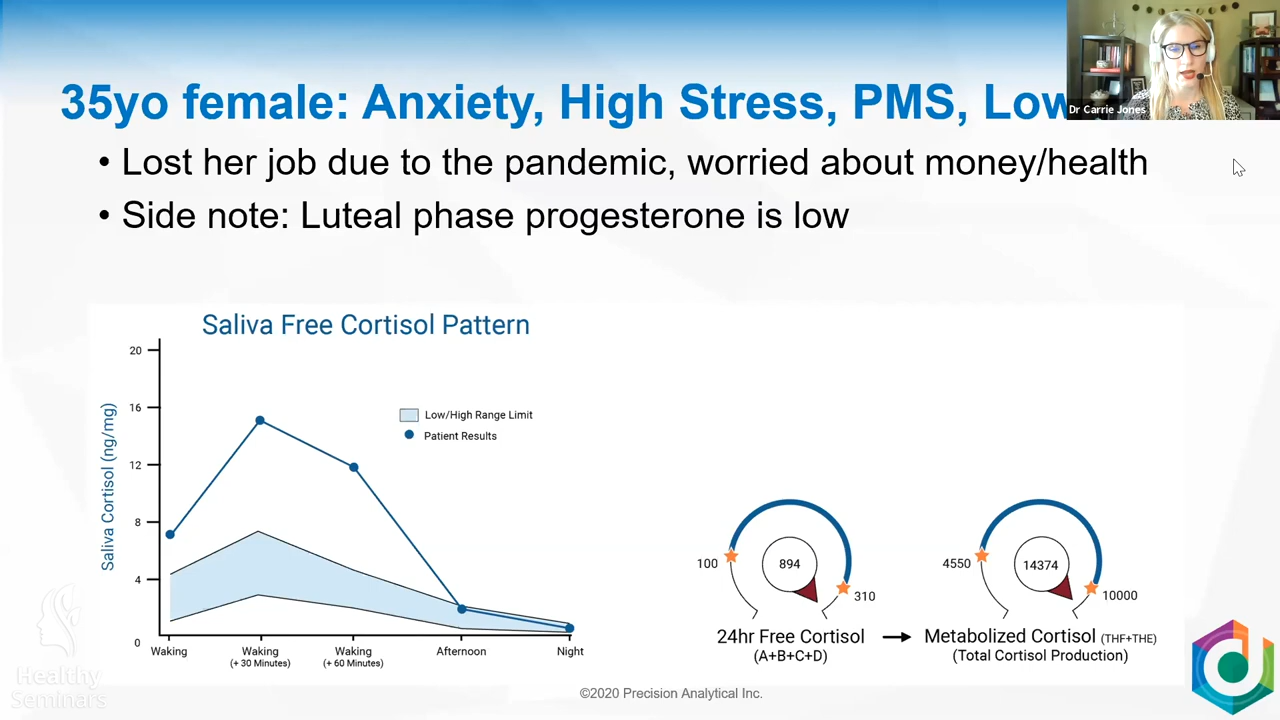 35yo female: Anxiety, High Stress, PMS, Low
Dr Carrie Jones
• Lost her job due to the pandemic, worried about money/health
• Side note: Luteal phase progesterone is low
Saliva Free Cortisol Pattern
Saliva Cortisol (ng/mg)
20
16
12
8
4
0
Low/High Range Limit
Patient Results
Waking
Waking
(+ 30 Minutes)
Waking
(+ 60 Minutes)
Afternoon
Night
100
894
310
24hr Free Cortisol
(A+B+C+D)
4550
14374
10000
Metabolized Cortisol (THF+THE)
(Total Cortisol Production)
Healthy
Seminars
©2020 Precision Analytical Inc.